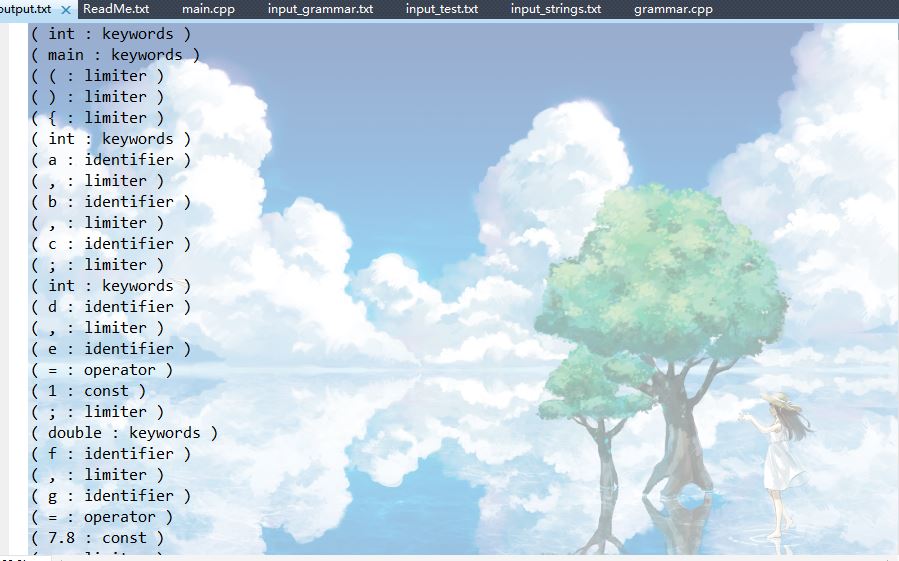 output.txt × ReadMe.txt main.cpp input_grammar.txt input_test.txt input_strings.txt grammar.cpp
( int : keywords )
( main : keywords )
( ( : limiter )
( ) : limiter )
( { : limiter )
( int : keywords )
( a : identifier )
( , : limiter )
( b : identifier )
( , : limiter )
( c : identifier )
( ; : limiter )
( int : keywords )
( d : identifier )
( , : limiter )
( e : identifier )
( = : operator )
( 1 : const )
( ; : limiter )
( double : keywords )
( f : identifier )
( , : limiter )
( g : identifier )
( = : operator )
( 7.8 : const )